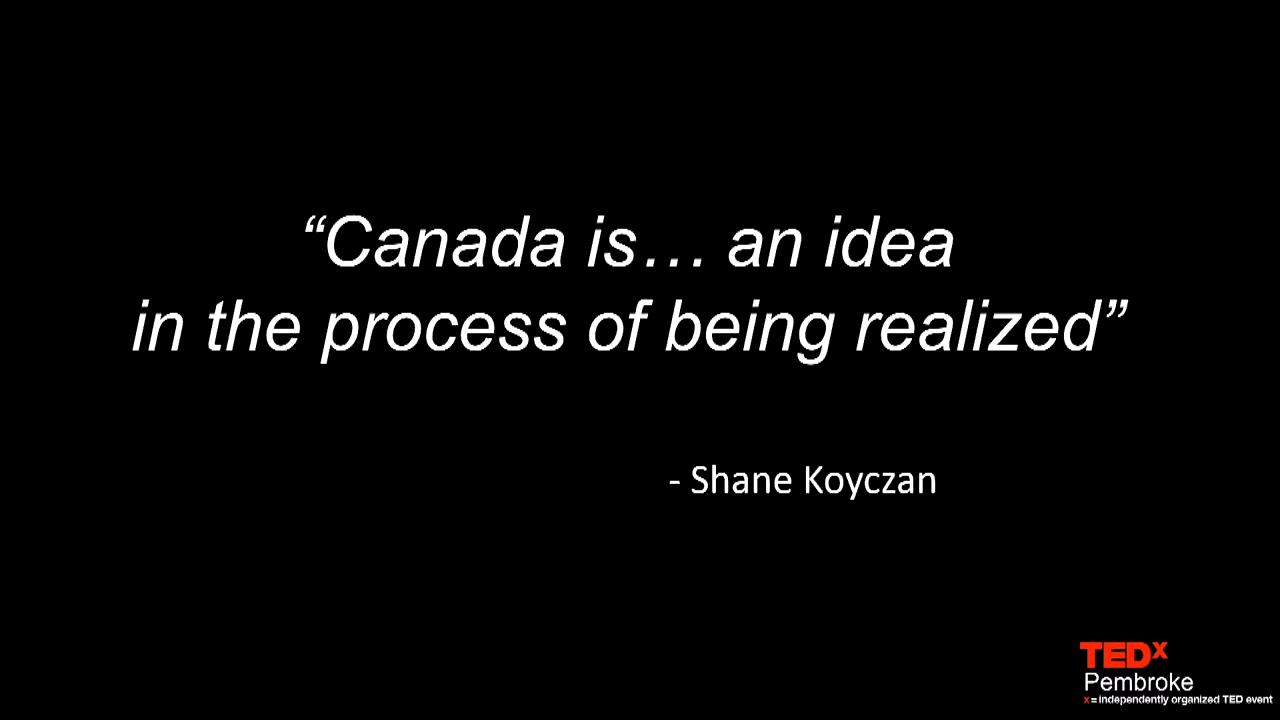 “Canada is… an idea
in the process of being realized”
- Shane Koyczan
TEDx
Pembroke
x = independently organized TED event